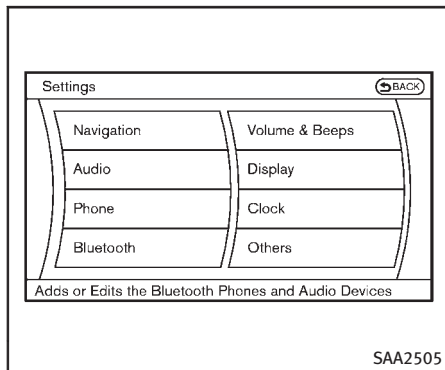 Settings
BACK
Navigation
Volume & Beeps
Audio
Display
Phone
Clock
Bluetooth
Others
Adds or Edits the Bluetooth Phones and Audio Devices
SAA2505